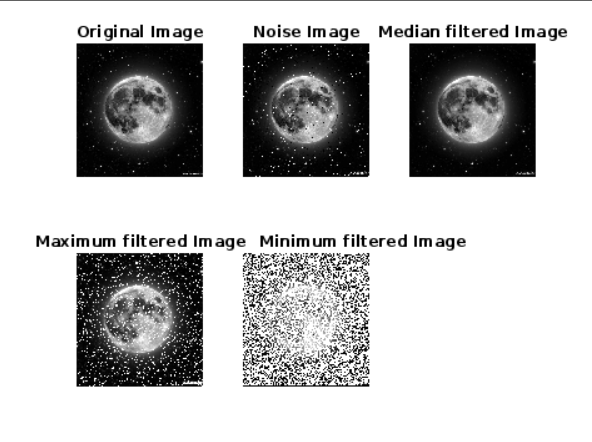 Original Image
Noise Image
Median filtered Image
Maximum filtered Image
Minimum filtered Image